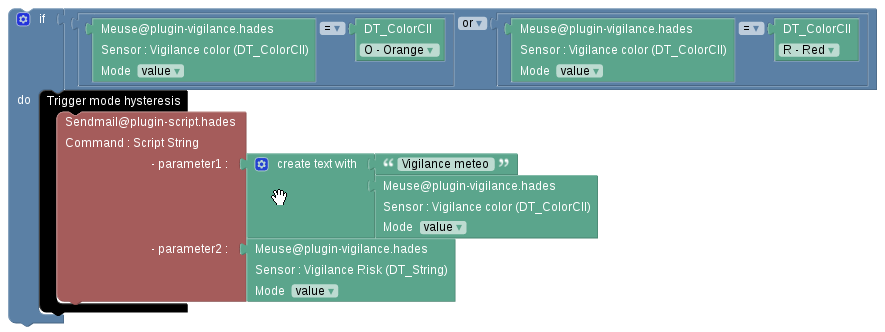 if
Meuse@plugin-vigilance.hades
Sensor : Vigilance color (DT_ColorCII)
Mode value ▾
= ▾
DT_ColorCII
O - Orange ▾
or ▾
Meuse@plugin-vigilance.hades
Sensor : Vigilance color (DT_ColorCII)
Mode value ▾
= ▾
DT_ColorCII
R - Red ▾
do
Trigger mode hysteresis
Sendmail@plugin-script.hades
Command : Script String
- parameter1 :
create text with
“ Vigilance meteo ”
Meuse@plugin-vigilance.hades
Sensor : Vigilance color (DT_ColorCII)
Mode value ▾
- parameter2 :
Meuse@plugin-vigilance.hades
Sensor : Vigilance Risk (DT_String)
Mode value ▾